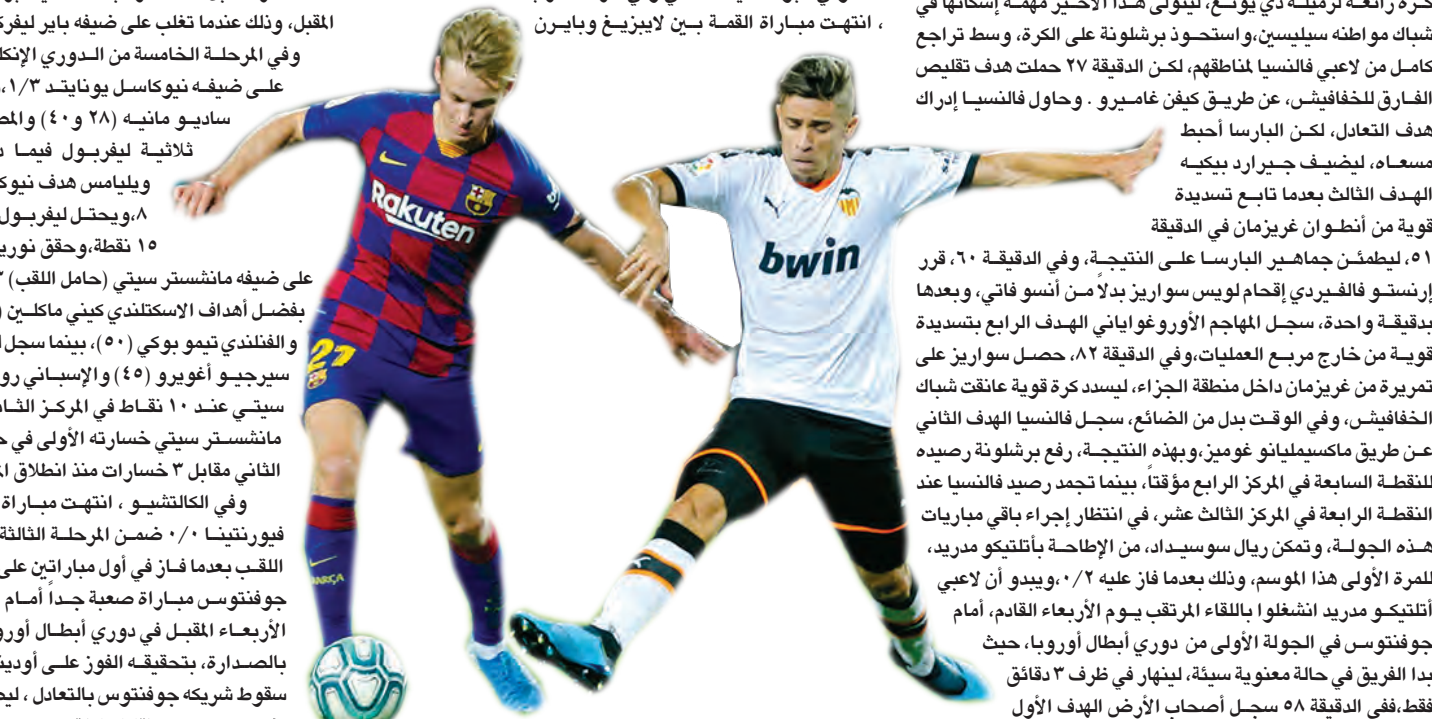 كرة رائعة لزميله دي يونغ، ليتولى هذا الأخير مهمة إسكانها في
شباك مواطنه سيليسين،واستحوذ برشلونة على الكرة، وسط تراجع
كامل من لاعبي فالنسيا لمناطقهم، لكن الدقيقة ٢٧ حملت هدف تقليص
الفارق للخفافيش، عن طريق كيفن غاميرو . وحاول فالنسيا إدراك
هدف التعادل، لكن البارسا أحبط
مسعاه، ليضيف جيرارد بيكيه
الهدف الثالث بعدما تابع تسديدة
قوية من أنطوان غريزمان في الدقيقة
٥١، ليطمئن جماهير البارسا على النتيجة، وفي الدقيقة ٦٠، قرر
إرنستو فالفيردي إقحام لويس سواريز بدلاً من أنسو فاتي، وبعدها
بدقيقة واحدة، سجل المهاجم الأوروغواياني الهدف الرابع بتسديدة
قوية من خارج مربع العمليات،وفي الدقيقة ٨٢، حصل سواريز على
تمريرة من غريزمان داخل منطقة الجزاء، ليسدد كرة قوية عانقت شباك
الخفافيش، وفي الوقت بدل من الضائع، سجل فالنسيا الهدف الثاني
عن طريق ماكسيمليانو غوميز،وبهذه النتيجة، رفع برشلونة رصيده
للنقطة السابعة في المركز الرابع مؤقتاً، بينما تجمد رصيد فالنسيا عند
النقطة الرابعة في المركز الثالث عشر، في انتظار إجراء باقي مباريات
هذه الجولة، وتمكن ريال سوسيداد، من الإطاحة بأتلتيكو مدريد،
للمرة الأولى هذا الموسم، وذلك بعدما فاز عليه ٠/٢،ويبدو أن لاعبي
أتلتيكو مدريد انشغلوا باللقاء المرتقب يوم الأربعاء القادم، أمام
جوفنتوس في الجولة الأولى من دوري أبطال أوروبا، حيث
بدا الفريق في حالة معنوية سيئة، لينهار في ظرف ٣ دقائق
فقط،ففي الدقيقة ٥٨ سجل أصحاب الأرض الهدف الأول
، انتهت مباراة القمة بين لايبزيغ وبايرن
المقبل، وذلك عندما تغلب على ضيفه باير ليفرك
وفي المرحلة الخامسة من الدوري الإنكل
على ضيفه نيوكاسل يونايتد ١/٣،
ساديو مانيه (٢٨ و٤٠) والمص
ثلاثية ليفربول فيما
ويليامس هدف نيوك
٨،ويحتل ليفربول
١٥ نقطة،وحقق نوري
على ضيفه مانشستر سيتي (حامل اللقب)
بفضل أهداف الاسكتلندي كيني ماكلين
والفنلندي تيمو بوكي (٥٠)، بينما سجل
سيرجيو أغويرو (٤٥) والإسباني رو
سيتي عند ١٠ نقاط في المركز الثا
مانشستر سيتي خسارته الأولى في
الثاني مقابل ٣ خسارات منذ انطلاق
وفي الكالتشيو ، انتهت مباراة
فيورنتينا ٠/٠ ضمن المرحلة الثالثة
اللقب بعدما فاز في أول مباراتين على
جوفنتوس مباراة صعبة جداً أمام
الأربعاء المقبل في دوري أبطال أورو
بالصدارة، بتحقيقه الفوز على أودين
سقوط شريكه جوفنتوس بالتعادل ، ليح
Rakuten
21
bwin